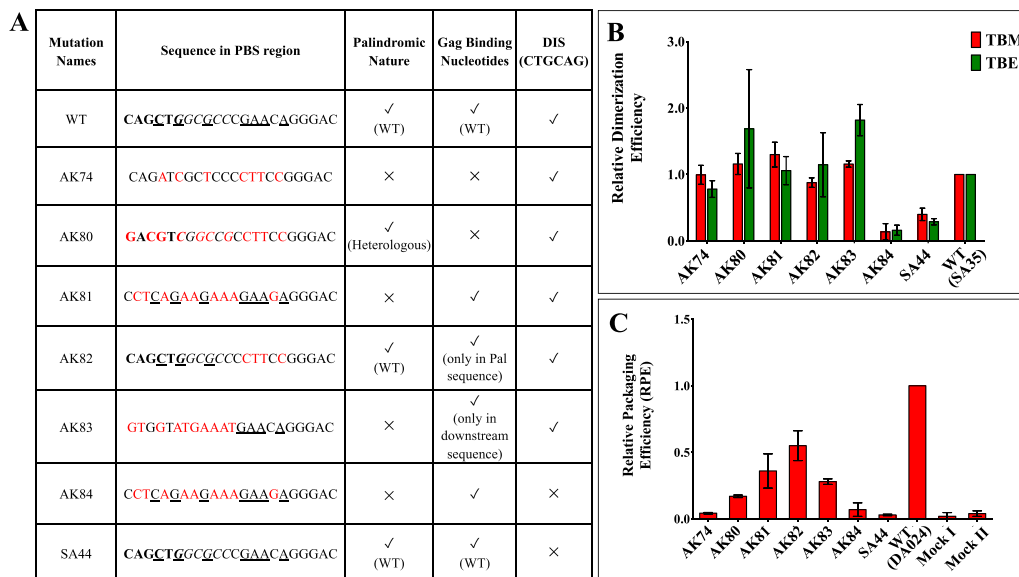 A
Mutation Names
Sequence in PBS region
Palindromic Nature
Gag Binding Nucleotides
DIS (CTGCAG)
WT
CAGCTGGCGCCCGAACAGGGAC
✓ (WT)
✓ (WT)
✓
AK74
CAGATCGCTCCCCTTCCGGGAC
×
×
✓
AK80
GACGTCGGCCGCCTTCCGGGAC
✓ (Heterologous)
×
✓
AK81
CCTCAGAAGAAAGAAGAGGGAC
×
✓
✓
AK82
CAGCTGGCGCCCCTTCCGGGAC
✓ (WT)
✓ (only in Pal sequence)
✓
AK83
GTGGTATGAAATGAACAGGGAC
×
✓ (only in downstream sequence)
✓
AK84
CCTCAGAAGAAAGAAGAGGGAC
×
✓
×
SA44
CAGCTGGCGCCCGAACAGGGAC
✓ (WT)
✓ (WT)
×
B
TBM
TBE
Relative Dimerization Efficiency
3.0
2.0
1.0
0.0
AK74
AK80
AK81
AK82
AK83
AK84
SA44
WT (SA35)
C
Relative Packaging Efficiency (RPE)
1.5
1.0
0.5
0.0
AK74
AK80
AK81
AK82
AK83
AK84
SA44
WT (DA024)
Mock I
Mock II